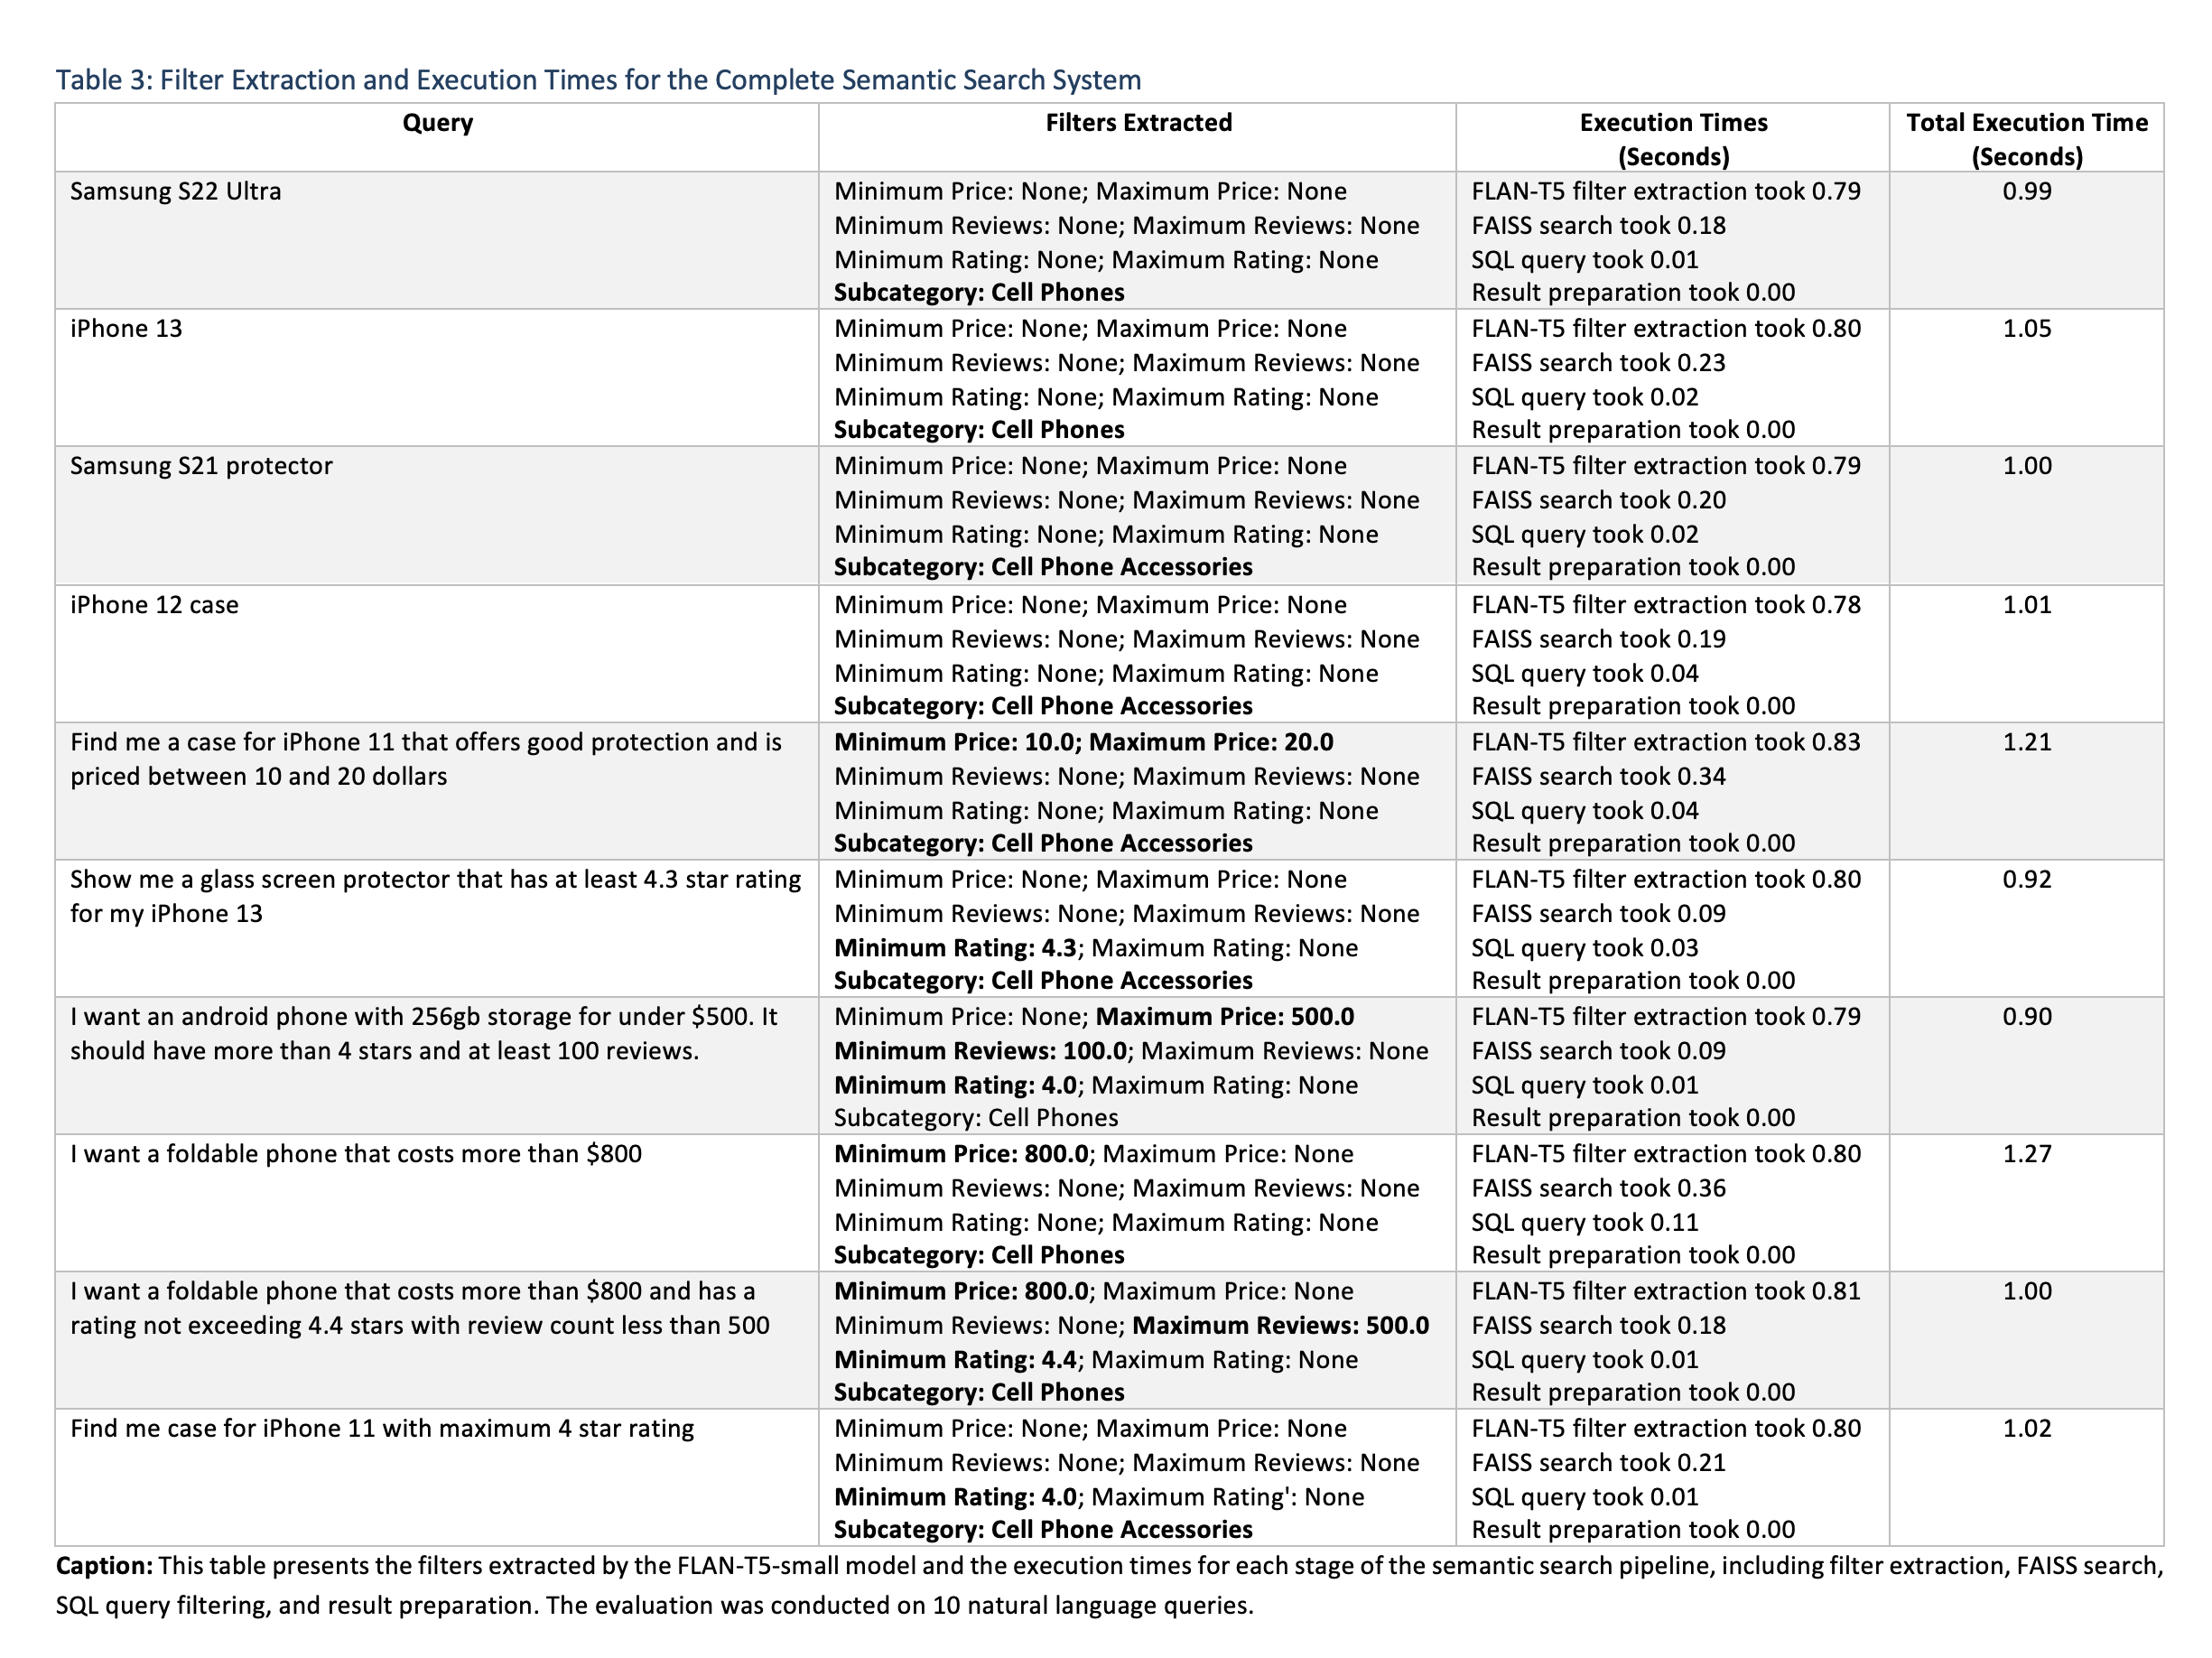 Table 3: Filter Extraction and Execution Times for the Complete Semantic Search System
Query
Filters Extracted
Execution Times
(Seconds)
Total Execution Time
(Seconds)
Samsung S22 Ultra
Minimum Price: None; Maximum Price: None
Minimum Reviews: None; Maximum Reviews: None
Minimum Rating: None; Maximum Rating: None
Subcategory: Cell Phones
FLAN-T5 filter extraction took 0.79
FAISS search took 0.18
SQL query took 0.01
Result preparation took 0.00
0.99
iPhone 13
Minimum Price: None; Maximum Price: None
Minimum Reviews: None; Maximum Reviews: None
Minimum Rating: None; Maximum Rating: None
Subcategory: Cell Phones
FLAN-T5 filter extraction took 0.80
FAISS search took 0.23
SQL query took 0.02
Result preparation took 0.00
1.05
Samsung S21 protector
Minimum Price: None; Maximum Price: None
Minimum Reviews: None; Maximum Reviews: None
Minimum Rating: None; Maximum Rating: None
Subcategory: Cell Phone Accessories
FLAN-T5 filter extraction took 0.79
FAISS search took 0.20
SQL query took 0.02
Result preparation took 0.00
1.00
iPhone 12 case
Minimum Price: None; Maximum Price: None
Minimum Reviews: None; Maximum Reviews: None
Minimum Rating: None; Maximum Rating: None
Subcategory: Cell Phone Accessories
FLAN-T5 filter extraction took 0.78
FAISS search took 0.19
SQL query took 0.04
Result preparation took 0.00
1.01
Find me a case for iPhone 11 that offers good protection and is
priced between 10 and 20 dollars
Minimum Price: 10.0; Maximum Price: 20.0
Minimum Reviews: None; Maximum Reviews: None
Minimum Rating: None; Maximum Rating: None
Subcategory: Cell Phone Accessories
FLAN-T5 filter extraction took 0.83
FAISS search took 0.34
SQL query took 0.04
Result preparation took 0.00
1.21
Show me a glass screen protector that has at least 4.3 star rating
for my iPhone 13
Minimum Price: None; Maximum Price: None
Minimum Reviews: None; Maximum Reviews: None
Minimum Rating: 4.3; Maximum Rating: None
Subcategory: Cell Phone Accessories
FLAN-T5 filter extraction took 0.80
FAISS search took 0.09
SQL query took 0.03
Result preparation took 0.00
0.92
I want an android phone with 256gb storage for under $500. It
should have more than 4 stars and at least 100 reviews.
Minimum Price: None; Maximum Price: 500.0
Minimum Reviews: 100.0; Maximum Reviews: None
Minimum Rating: 4.0; Maximum Rating: None
Subcategory: Cell Phones
FLAN-T5 filter extraction took 0.79
FAISS search took 0.09
SQL query took 0.01
Result preparation took 0.00
0.90
I want a foldable phone that costs more than $800
Minimum Price: 800.0; Maximum Price: None
Minimum Reviews: None; Maximum Reviews: None
Minimum Rating: None; Maximum Rating: None
Subcategory: Cell Phones
FLAN-T5 filter extraction took 0.80
FAISS search took 0.36
SQL query took 0.11
Result preparation took 0.00
1.27
I want a foldable phone that costs more than $800 and has a
rating not exceeding 4.4 stars with review count less than 500
Minimum Price: 800.0; Maximum Price: None
Minimum Reviews: None; Maximum Reviews: 500.0
Minimum Rating: 4.4; Maximum Rating: None
Subcategory: Cell Phones
FLAN-T5 filter extraction took 0.81
FAISS search took 0.18
SQL query took 0.01
Result preparation took 0.00
1.00
Find me case for iPhone 11 with maximum 4 star rating
Minimum Price: None; Maximum Price: None
Minimum Reviews: None; Maximum Reviews: None
Minimum Rating: 4.0; Maximum Rating': None
Subcategory: Cell Phone Accessories
FLAN-T5 filter extraction took 0.80
FAISS search took 0.21
SQL query took 0.01
Result preparation took 0.00
1.02
Caption: This table presents the filters extracted by the FLAN-T5-small model and the execution times for each stage of the semantic search pipeline, including filter extraction, FAISS search,
SQL query filtering, and result preparation. The evaluation was conducted on 10 natural language queries.